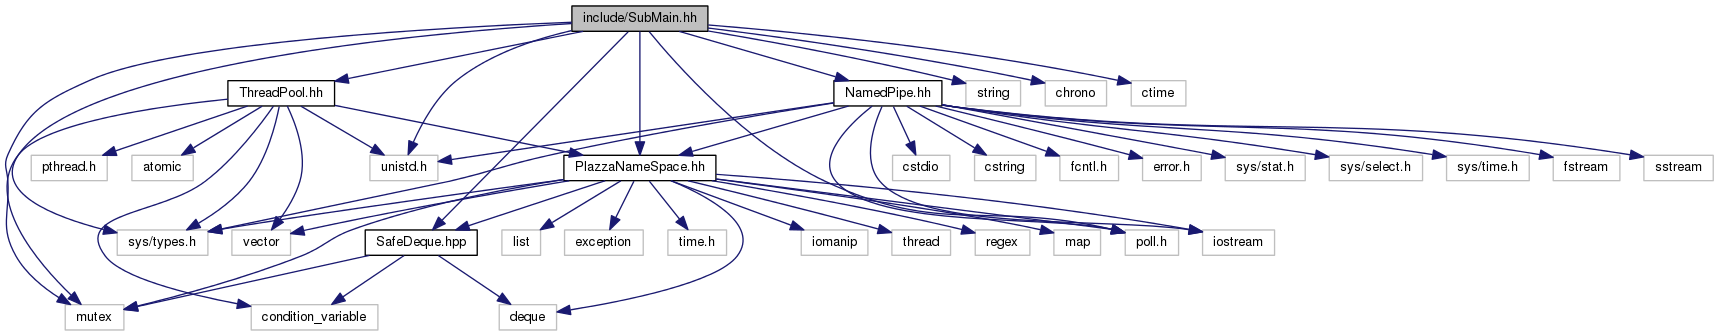 include/SubMain.hh
ThreadPool.hh
NamedPipe.hh
string
chrono
ctime
pthread.h
atomic
unistd.h
PlazzaNameSpace.hh
cstdio
cstring
fcntl.h
error.h
sys/stat.h
sys/select.h
sys/time.h
fstream
sstream
sys/types.h
vector
SafeDeque.hpp
list
exception
time.h
iomanip
thread
regex
map
poll.h
iostream
mutex
condition_variable
deque